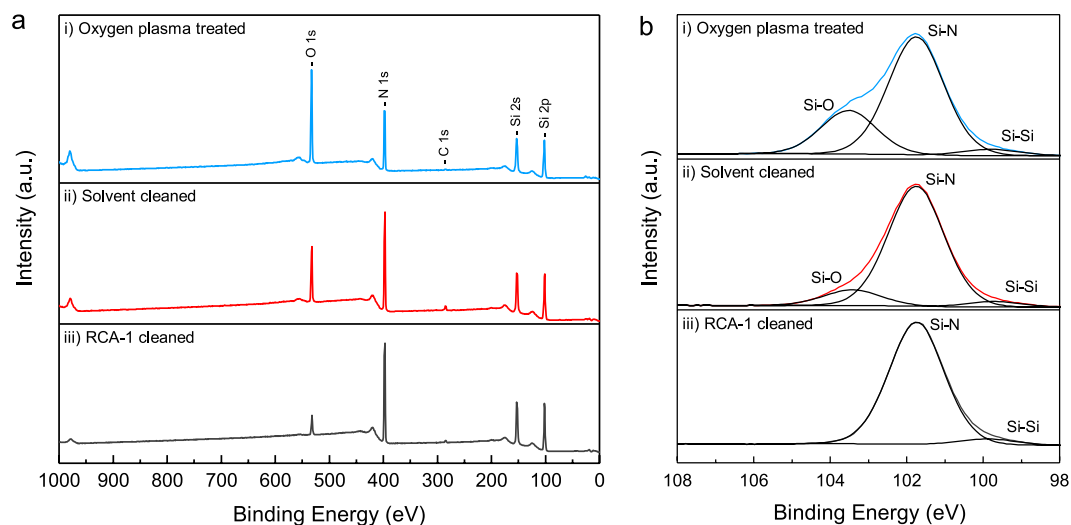 a
i) Oxygen plasma treated
O 1s
N 1s
C 1s
Si 2s
Si 2p
ii) Solvent cleaned
iii) RCA-1 cleaned
Intensity (a.u.)
1000 900 800 700 600 500 400 300 200 100 0
Binding Energy (eV)
b
i) Oxygen plasma treated
Si-N
Si-O
Si-Si
ii) Solvent cleaned
Si-N
Si-O
Si-Si
iii) RCA-1 cleaned
Si-N
Si-Si
Intensity (a.u.)
108 106 104 102 100 98
Binding Energy (eV)